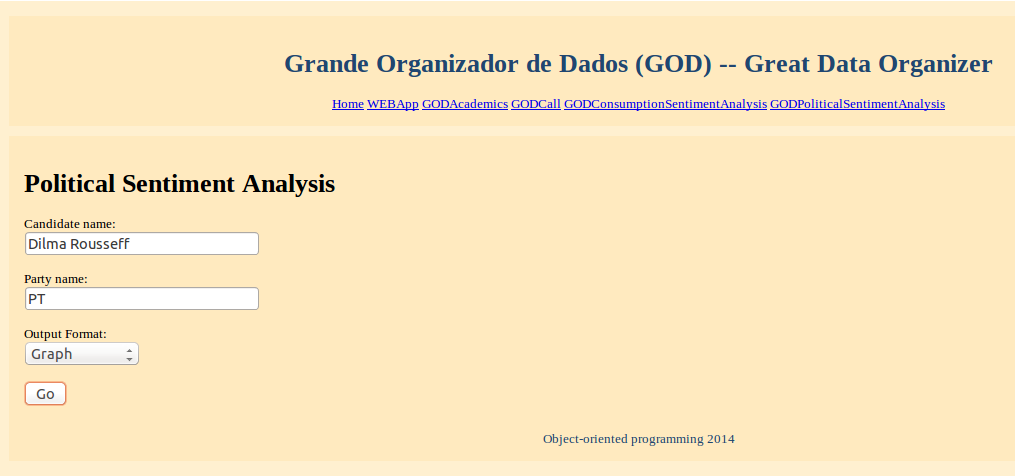 Grande Organizador de Dados (GOD) -- Great Data Organizer
Home WEBApp GODAcademics GODCall GODConsumptionSentimentAnalysis GODPoliticalSentimentAnalysis
Political Sentiment Analysis
Candidate name:
Dilma Rousseff
Party name:
PT
Output Format:
Graph
Go
Object-oriented programming 2014